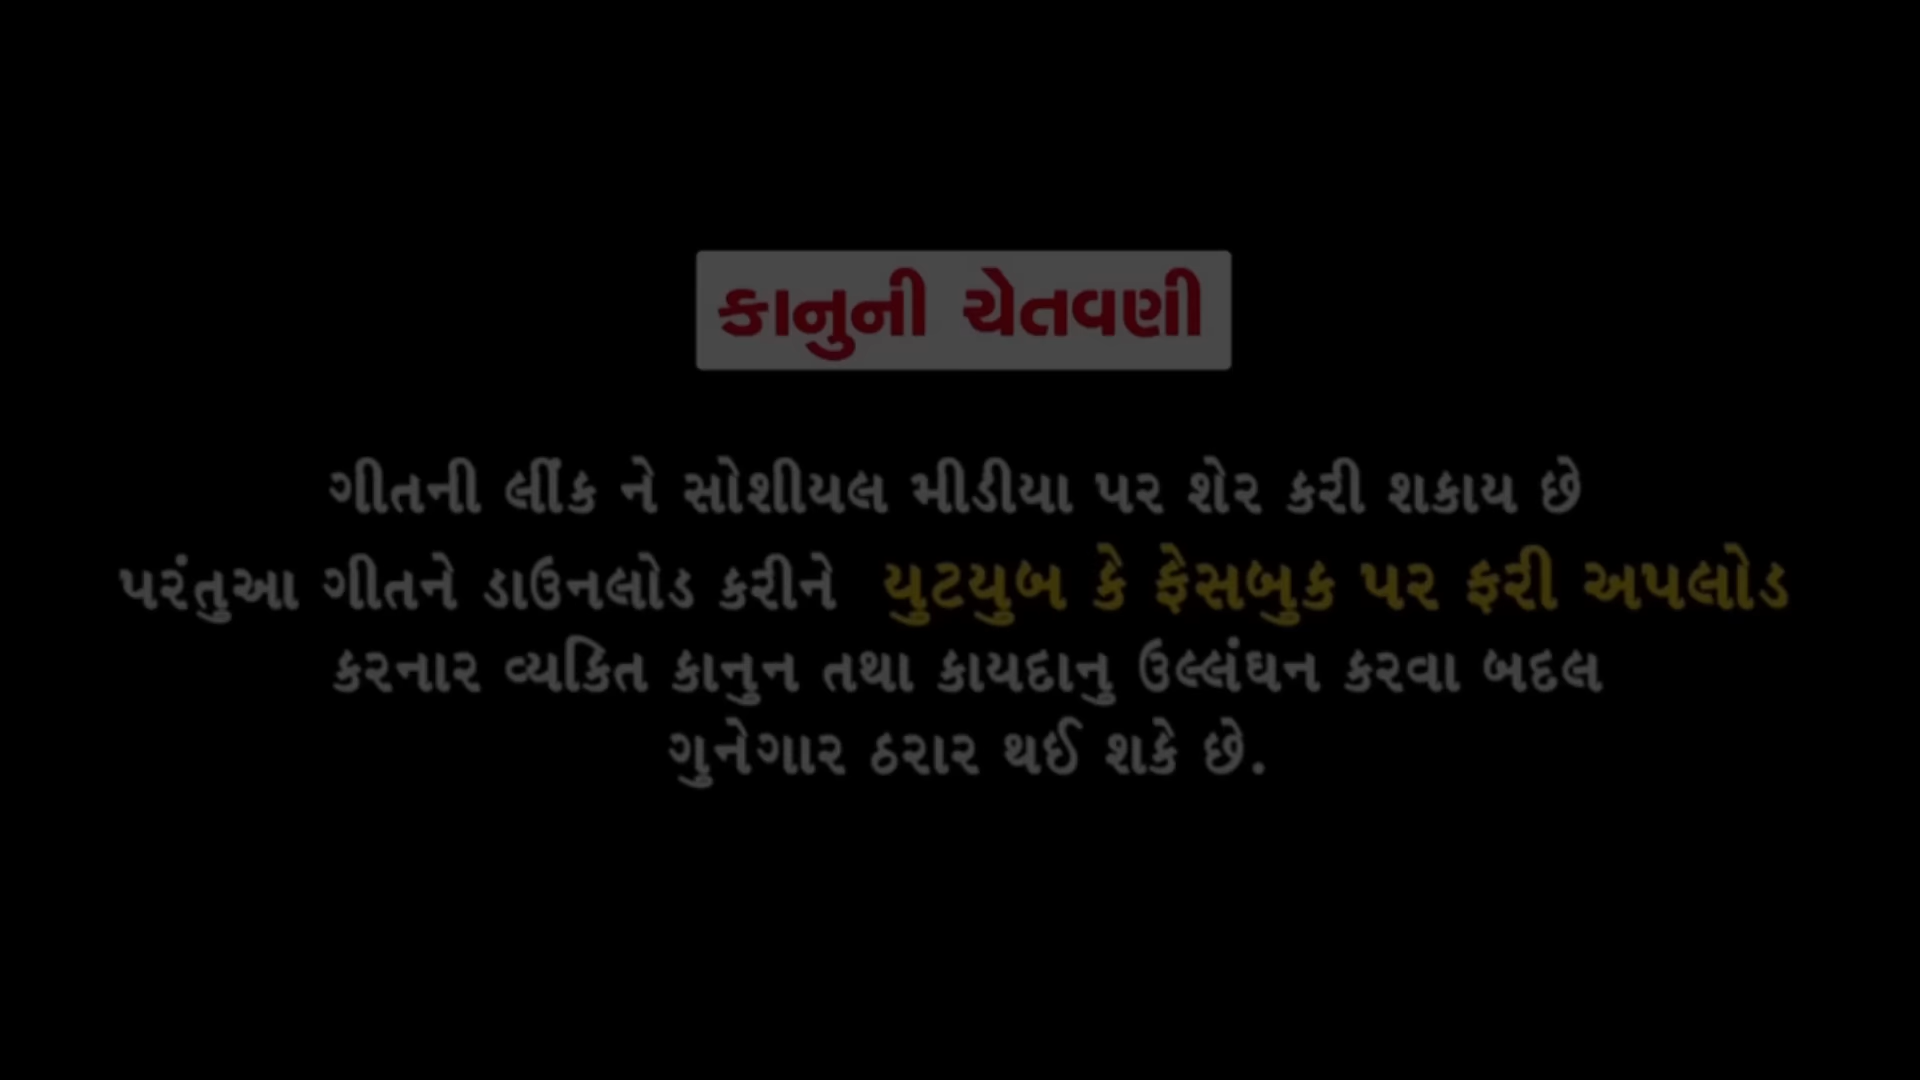 કાનુની ચેતવણી
ગીતની લીંક ને સોશીયલ મીડીયા પર શેર કરી શકાય છે
પરંતુઆ ગીતને ડાઉનલોડ કરીને યુટયુબ કે ફેસબુક પર ફરી અપલોડ
કરનાર વ્યકિત કાનુન તથા કાયદાનુ ઉલ્લંઘન કરવા બદલ
ગુનેગાર ઠરાર થઈ શકે છે.